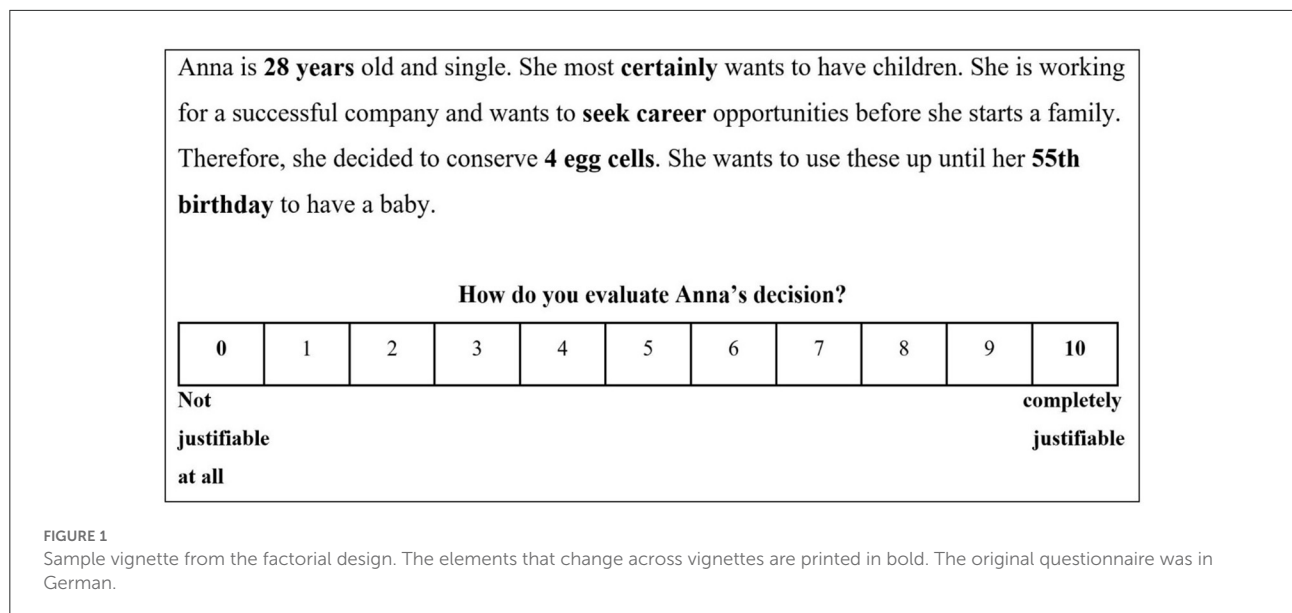 Anna is 28 years old and single. She most certainly wants to have children. She is working
for a successful company and wants to seek career opportunities before she starts a family.
Therefore, she decided to conserve 4 egg cells. She wants to use these up until her 55th
birthday to have a baby.
How do you evaluate Anna’s decision?
0 1 2 3 4 5 6 7 8 9 10
Not completely
justifiable justifiable
at all
FIGURE 1
Sample vignette from the factorial design. The elements that change across vignettes are printed in bold. The original questionnaire was in
German.